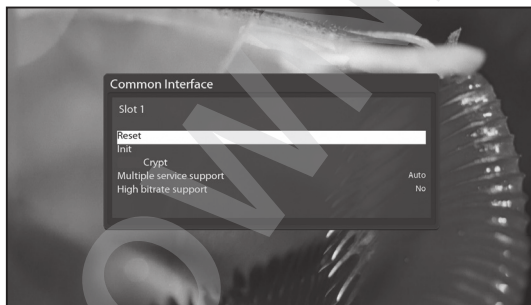 Common Interface
Slot 1
Reset
Init
Crypt
Multiple service support Auto
High bitrate support No